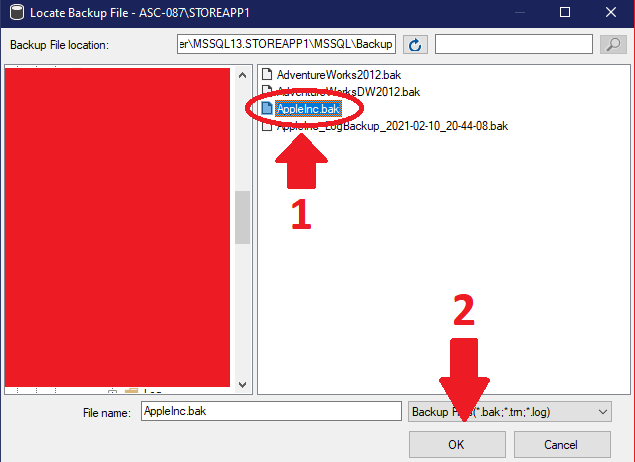 Locate Backup File - ASC-087\STOREAPP1
Backup File location: er\MSSQL13.STOREAPP1\MSSQL\Backup
AdventureWorks2012.bak
AdventureWorksDW2012.bak
AppleInc.bak
AppleInc_LogBackup_2021-02-10_20-44-08.bak
1
2
File name: AppleInc.bak
Backup Files(*.bak;*.trn;*.log)
OK
Cancel